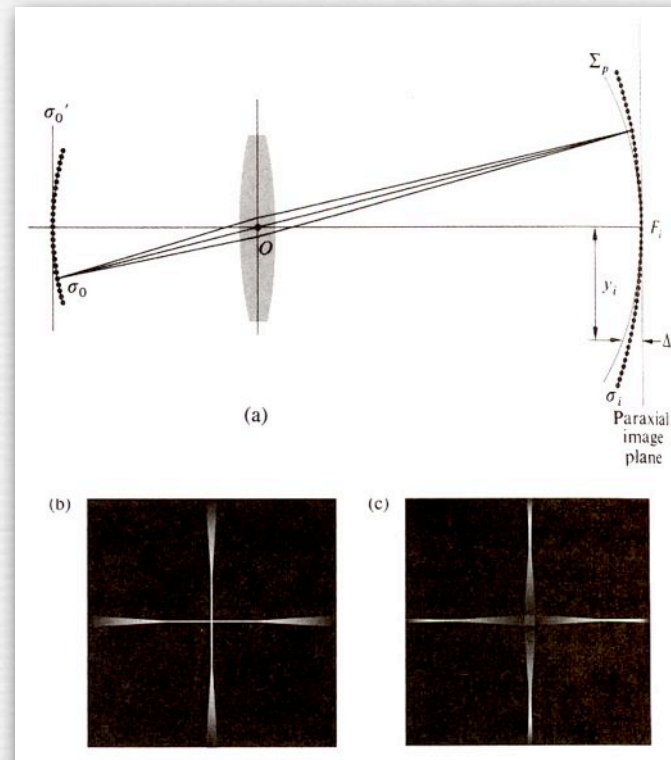 Σp
σ0′
Fi
O
σ0
yi
Δ
σi
(a)
Paraxial
image
plane
(b)
(c)